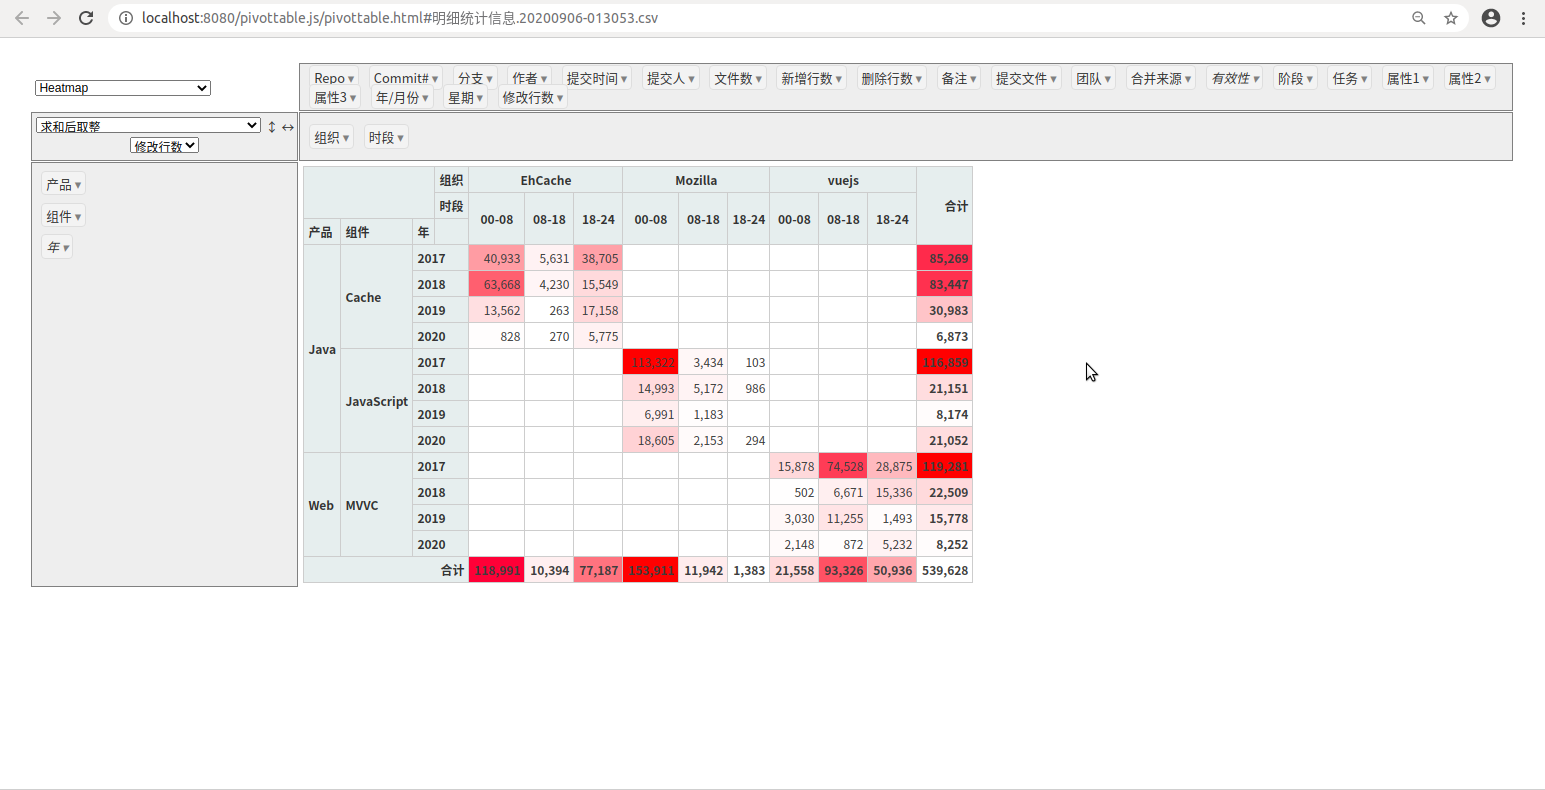 localhost:8080/pivottable.js/pivottable.html#明细统计信息.20200906-013053.csv
Repo ▾ Commit# ▾ 分支 ▾ 作者 ▾ 提交时间 ▾ 提交人 ▾ 文件数 ▾ 新增行数 ▾ 删除行数 ▾ 备注 ▾ 提交文件 ▾ 团队 ▾ 合并来源 ▾ 有效性 ▾ 阶段 ▾ 任务 ▾ 属性1 ▾ 属性2 ▾
Heatmap
属性3 ▾ 年/月份 ▾ 星期 ▾ 修改行数 ▾
求和后取整 ↕ ↔
修改行数
组织 ▾ 时段 ▾
产品 ▾
组件 ▾
年 ▾
组织 EhCache Mozilla vuejs 合计
时段 00-08 08-18 18-24 00-08 08-18 18-24 00-08 08-18 18-24
产品 组件 年
Java Cache 2017 40,933 5,631 38,705 85,269
2018 63,668 4,230 15,549 83,447
2019 13,562 263 17,158 30,983
2020 828 270 5,775 6,873
JavaScript 2017 113,322 3,434 103 116,859
2018 14,993 5,172 986 21,151
2019 6,991 1,183 8,174
2020 18,605 2,153 294 21,052
Web MVVC 2017 15,878 74,528 28,875 119,281
2018 502 6,671 15,336 22,509
2019 3,030 11,255 1,493 15,778
2020 2,148 872 5,232 8,252
合计 118,991 10,394 77,187 153,911 11,942 1,383 21,558 93,326 50,936 539,628